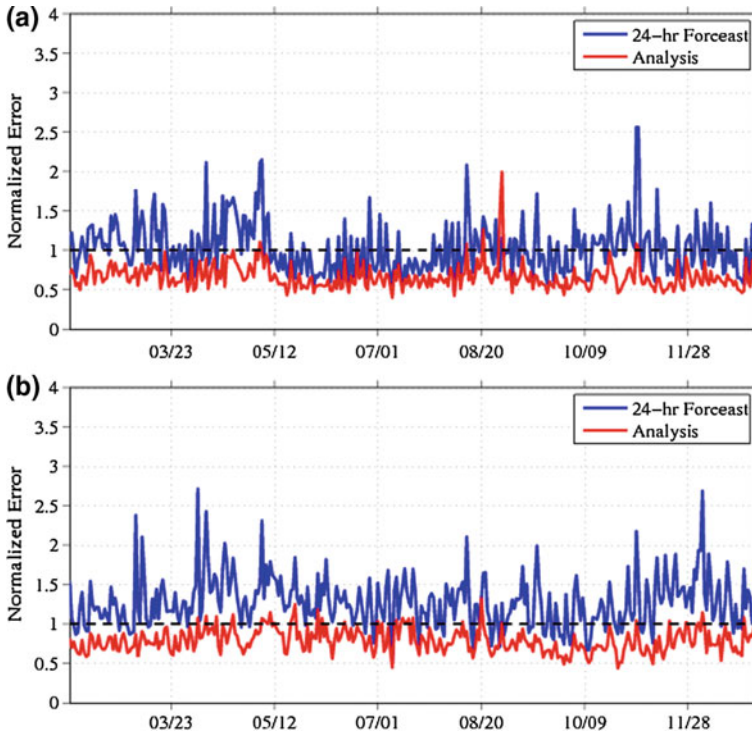 (a)
4
3.5
3
2.5
2
1.5
1
0.5
0
Normalized Error
24-hr Forceast
Analysis
03/23 05/12 07/01 08/20 10/09 11/28
(b)
4
3.5
3
2.5
2
1.5
1
0.5
0
Normalized Error
24-hr Forceast
Analysis
03/23 05/12 07/01 08/20 10/09 11/28